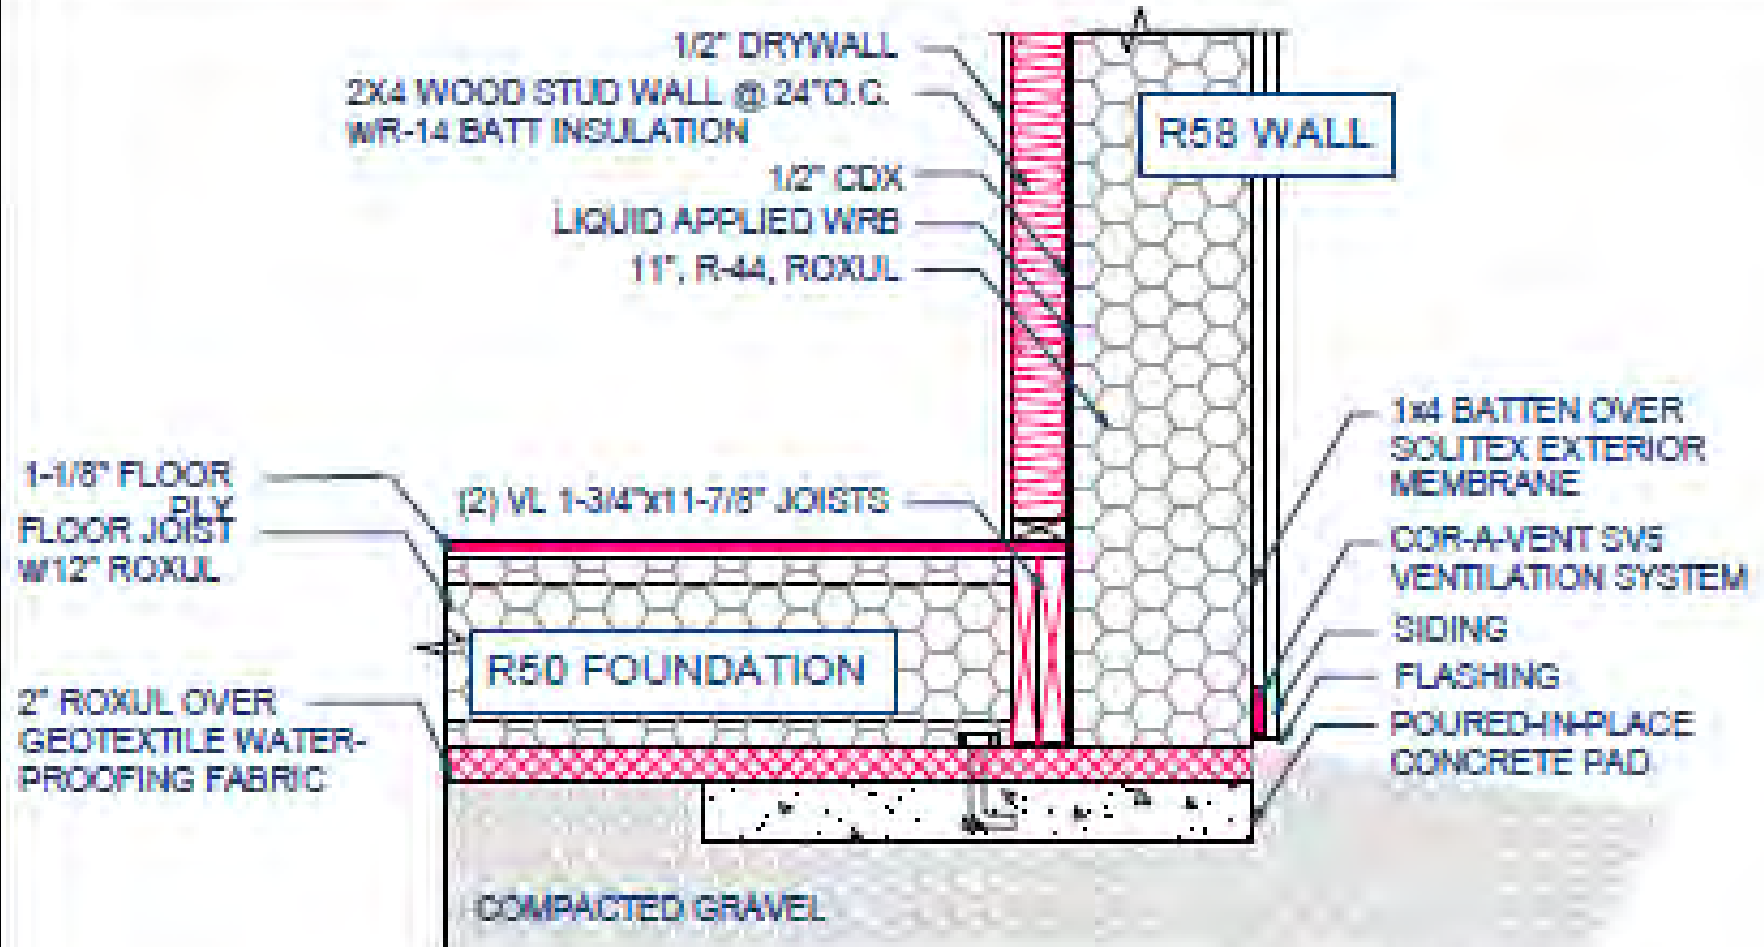 1/2" DRYWALL
2X4 WOOD STUD WALL @ 24"O.C.
W/R-14 BATT INSULATION
R58 WALL
1/2" CDX
LIQUID APPLIED WRB
11", R-44, ROXUL
1x4 BATTEN OVER
SOLITEX EXTERIOR
MEMBRANE
1-1/8" FLOOR
PLY
(2) VL 1-3/4"x11-7/8" JOISTS
FLOOR JOIST
W/12" ROXUL
COR-A-VENT SV5
VENTILATION SYSTEM
SIDING
R50 FOUNDATION
FLASHING
2" ROXUL OVER
GEOTEXTILE WATER-
PROOFING FABRIC
POURED-IN-PLACE
CONCRETE PAD
COMPACTED GRAVEL